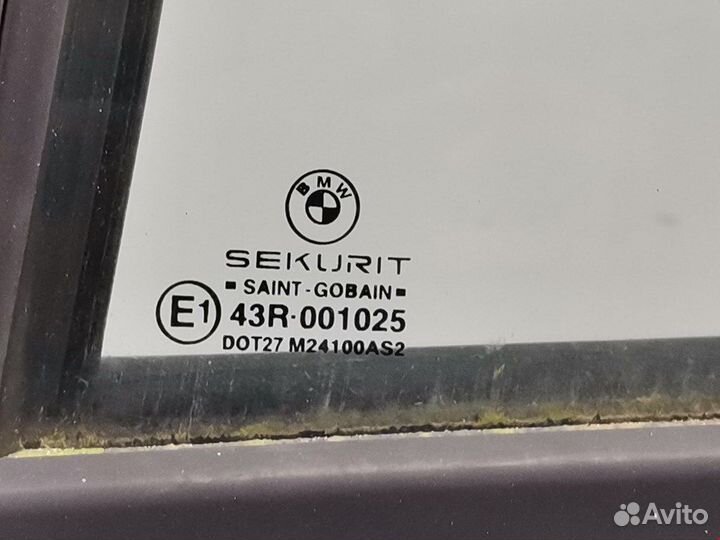 BMW
SEKURIT
SAINT-GOBAIN
E1 43R-001025
DOT27 M24100AS2
Avito